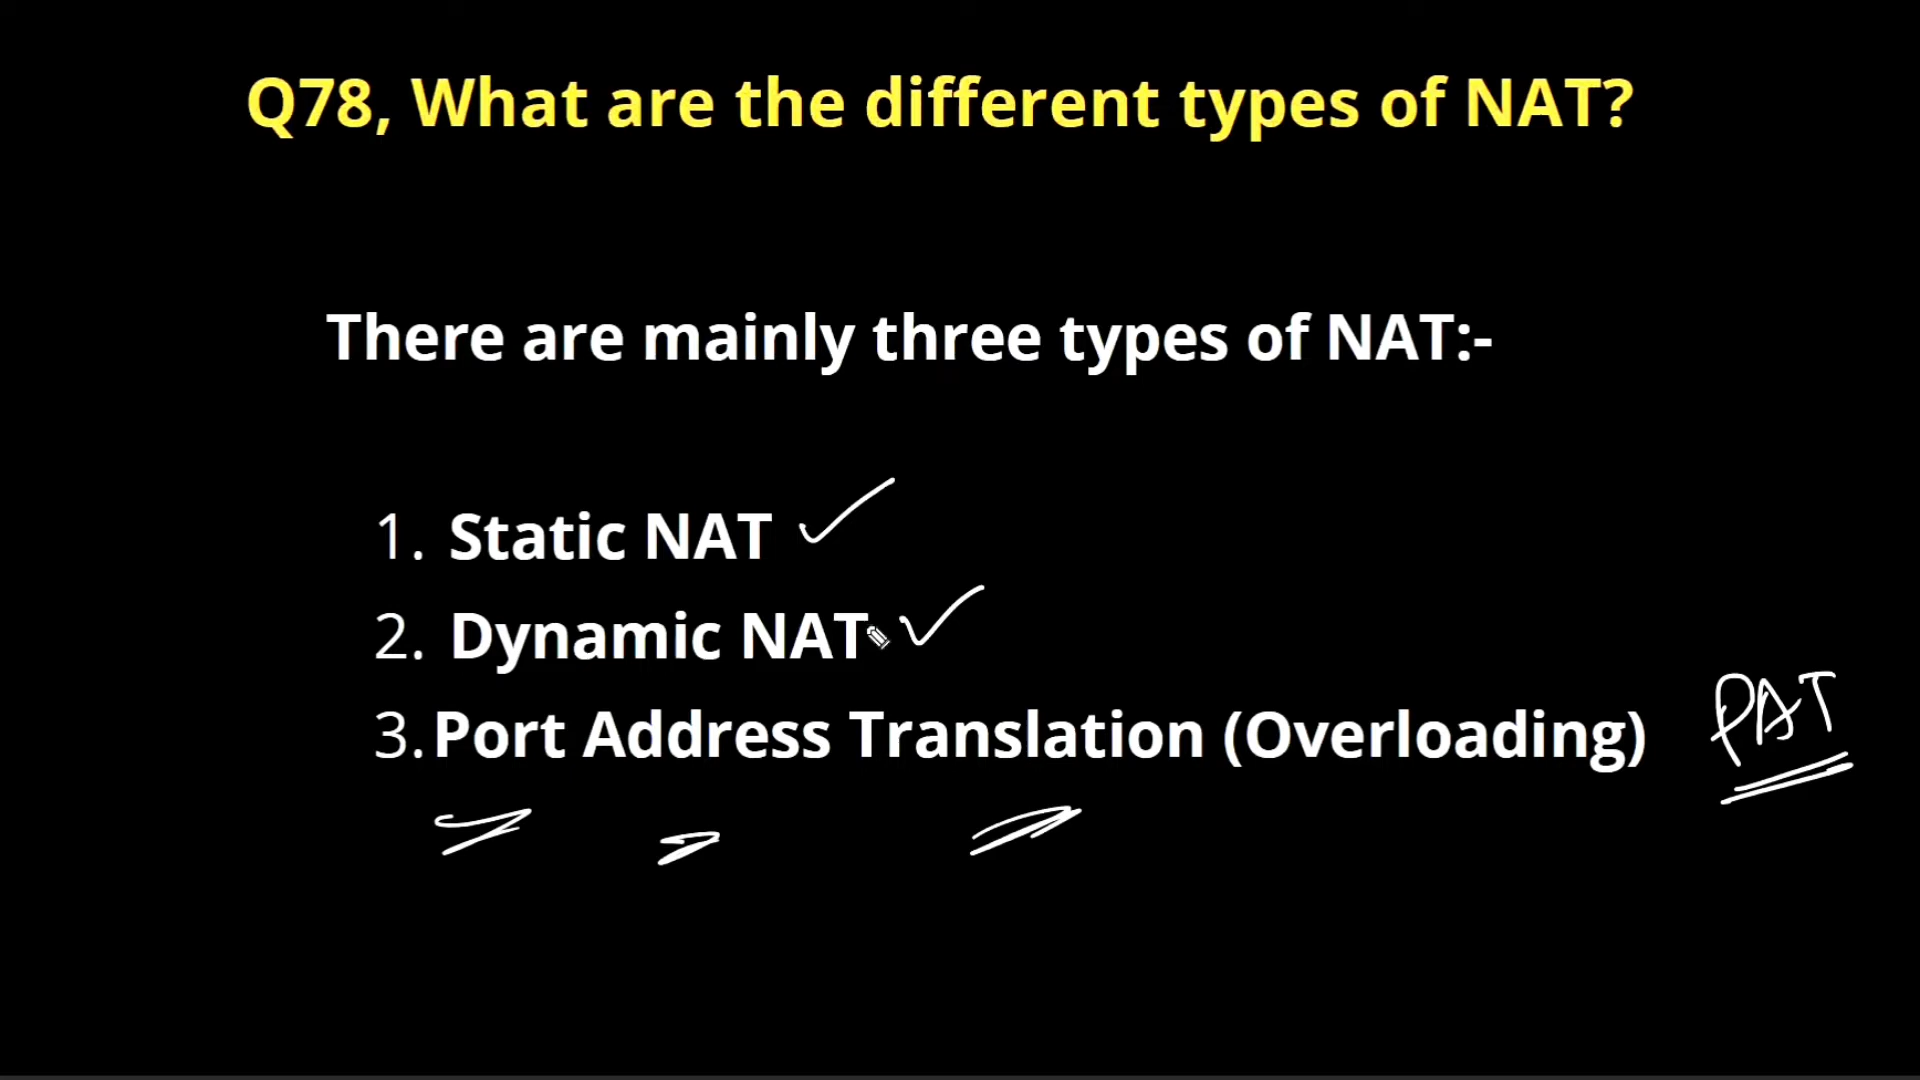 Q78, What are the different types of NAT?
There are mainly three types of NAT:-
1. Static NAT
2. Dynamic NAT
3. Port Address Translation (Overloading) PAT